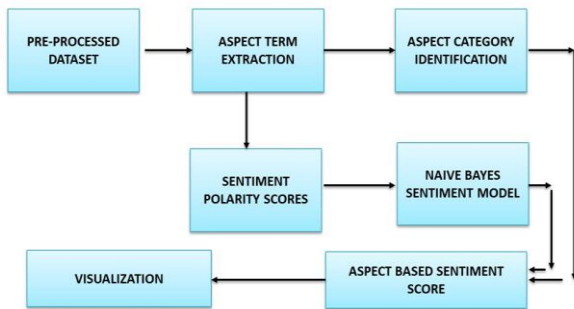 PRE-PROCESSED
DATASET
ASPECT TERM
EXTRACTION
ASPECT CATEGORY
IDENTIFICATION
SENTIMENT
POLARITY SCORES
NAIVE BAYES
SENTIMENT MODEL
VISUALIZATION
ASPECT BASED SENTIMENT
SCORE